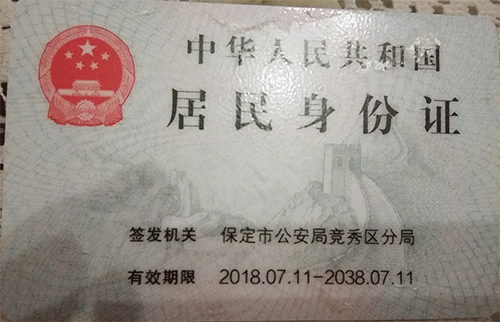 中华人民共和国
居民身份证
签发机关 保定市公安局竞秀区分局
有效期限 2018.07.11-2038.07.11